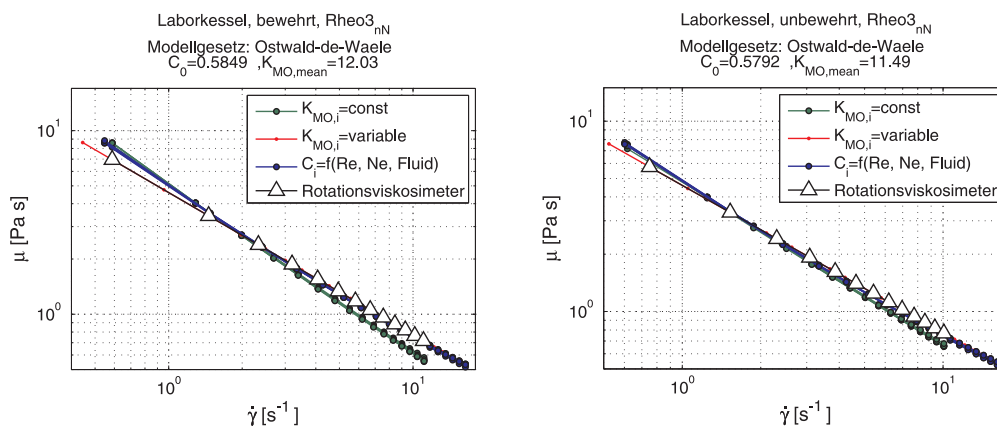 Laborkessel, bewehrt, Rheo3nN
Modellgesetz: Ostwald-de-Waele
C0=0.5849 ,KMO,mean=12.03
KMO,i=const
KMO,i=variable
Ci=f(Re, Ne, Fluid)
Rotationsviskosimeter
10^1
10^0
μ [Pa s]
10^0
10^1
γ̇ [s^-1]
Laborkessel, unbewehrt, Rheo3nN
Modellgesetz: Ostwald-de-Waele
C0=0.5792 ,KMO,mean=11.49
KMO,i=const
KMO,i=variable
Ci=f(Re, Ne, Fluid)
Rotationsviskosimeter
10^1
10^0
μ [Pa s]
10^0
10^1
γ̇ [s^-1]